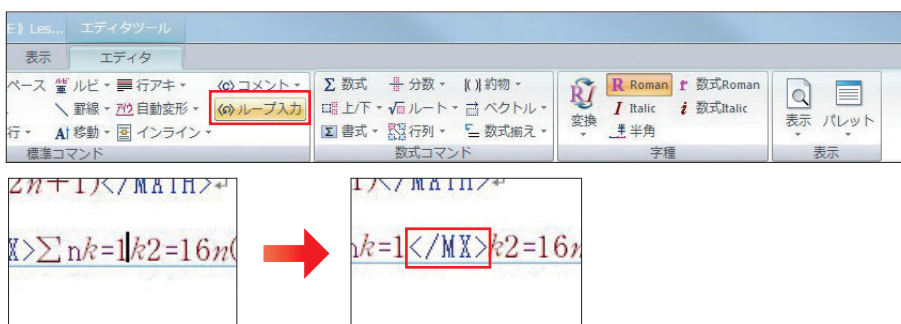 E》Les... エディタツール
表示 エディタ
ペース ルビ 行アキ コメント Σ 数式 分数 約物 R Roman r 数式Roman
罫線 自動変形 ループ入力 上/下 ルート ベクトル 変換 I Italic i 数式Italic 表示 パレット
行 移動 インライン 書式 行列 数式揃え 半角
標準コマンド 数式コマンド 字種 表示
2n+1)</MATH>↵
X>∑nk=1k2=16n(
1)</MATH>↵
nk=1</MX>k2=16n